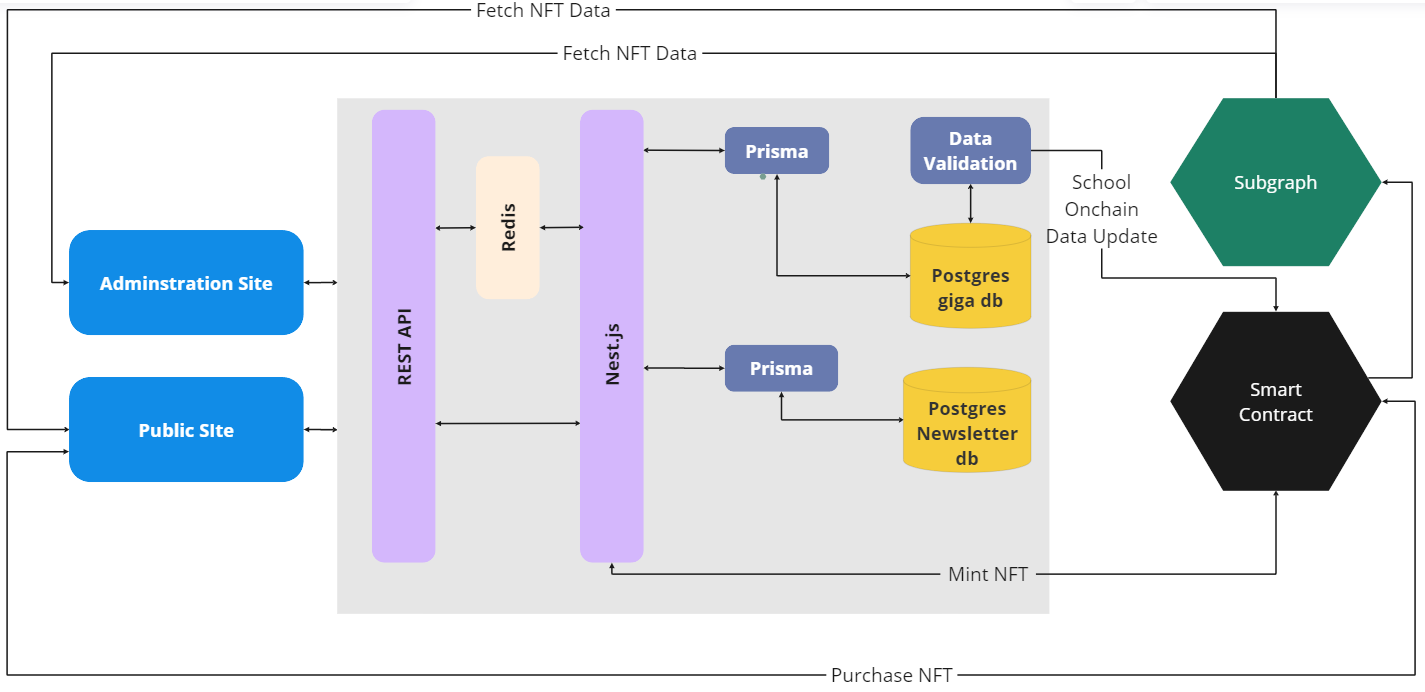 Fetch NFT Data
Fetch NFT Data
Adminstration Site
Public SIte
REST API
Redis
Nest.js
Prisma
Data
Validation
Postgres
giga db
Prisma
Postgres
Newsletter
db
School
Onchain
Data Update
Subgraph
Smart
Contract
Mint NFT
Purchase NFT